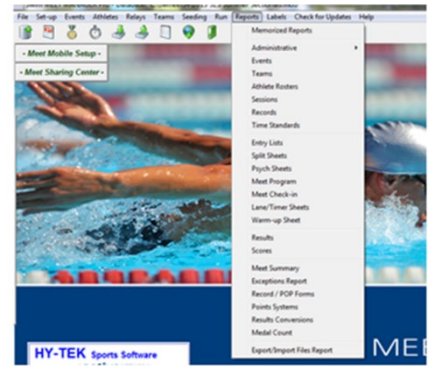 File Set-up Events Athletes Relays Teams Seeding Run Reports Labels Check for Updates Help
- Meet Mobile Setup -
- Meet Sharing Center -
Memorized Reports
Administrative
Events
Teams
Athlete Rosters
Sessions
Records
Time Standards
Entry Lists
Split Sheets
Psych Sheets
Meet Program
Meet Check-in
Lane/Timer Sheets
Warm-up Sheet
Results
Scores
Meet Summary
Exceptions Report
Record / POP Forms
Points Systems
Results Conversions
Medal Count
Export/Import Files Report
HY-TEK Sports Software
MEE